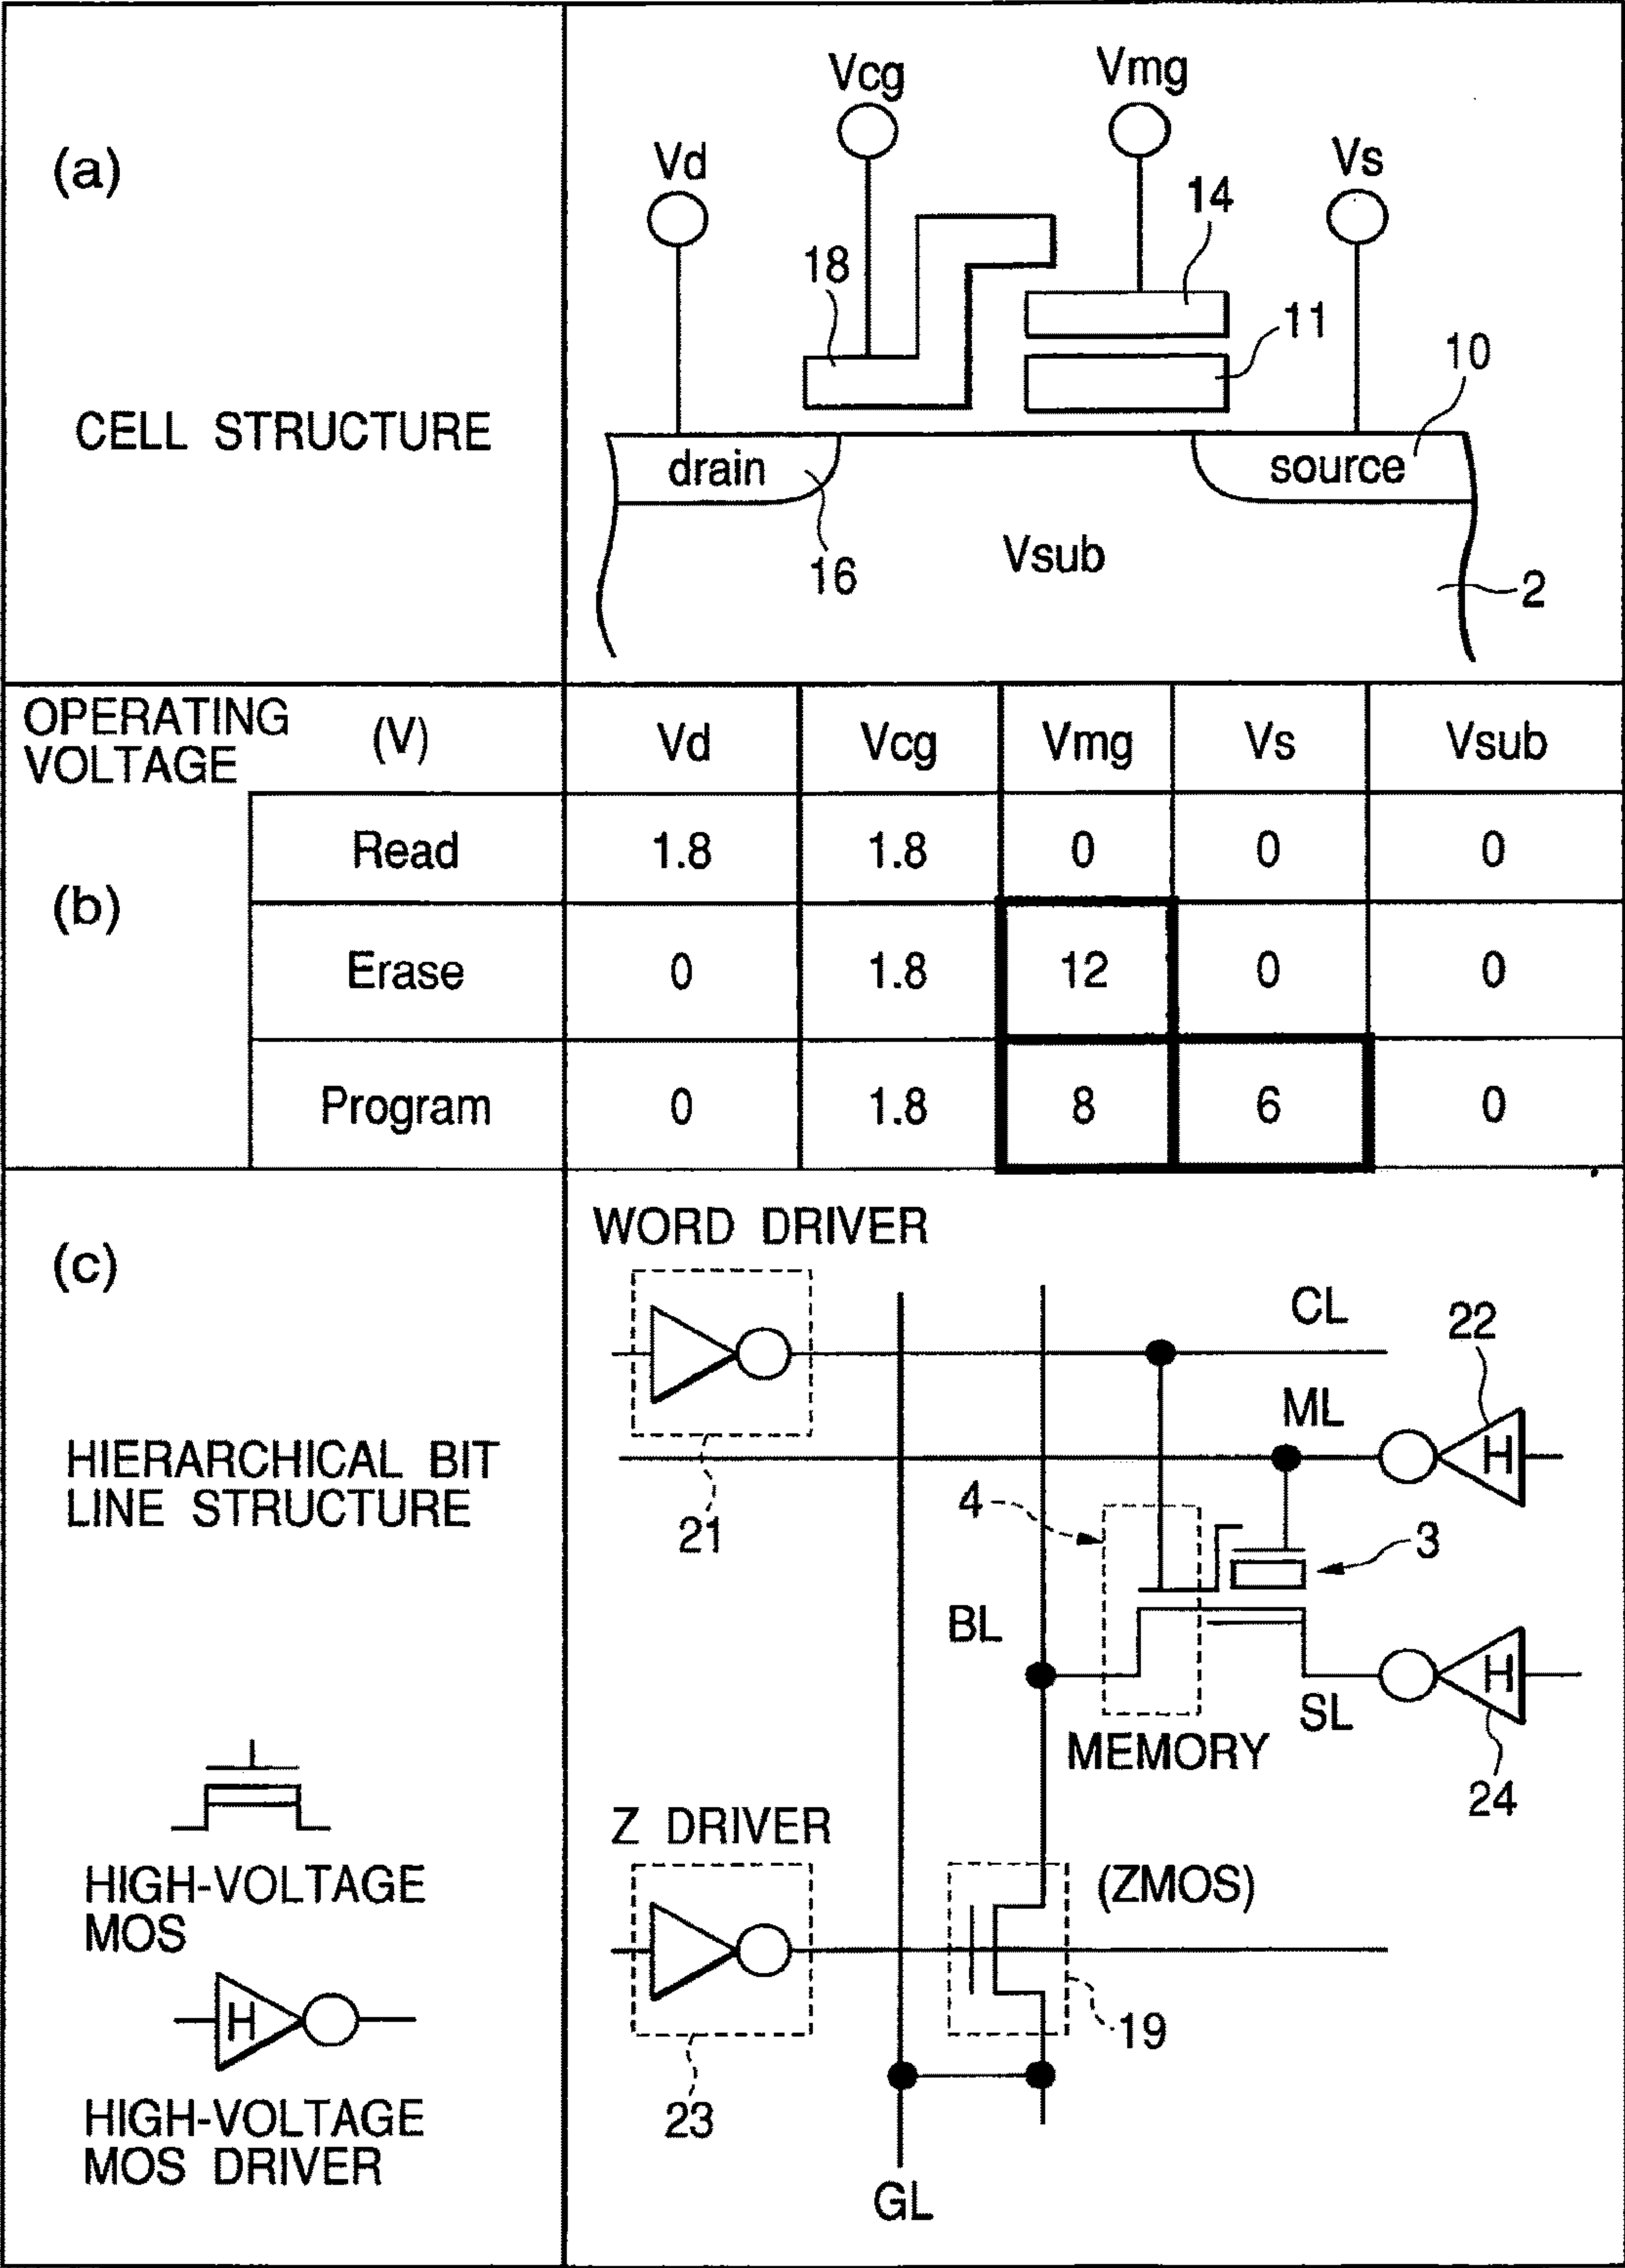 (a)
CELL STRUCTURE
Vd
Vcg
Vmg
Vs
18
14
11
10
drain
source
16
Vsub
2
OPERATING VOLTAGE (V) Vd Vcg Vmg Vs Vsub
(b)
Read 1.8 1.8 0 0 0
Erase 0 1.8 12 0 0
Program 0 1.8 8 6 0
(c)
HIERARCHICAL BIT
LINE STRUCTURE
HIGH-VOLTAGE
MOS
H
HIGH-VOLTAGE
MOS DRIVER
WORD DRIVER
21
CL
22
ML
H
4
3
BL
H
SL
MEMORY
24
Z DRIVER
(ZMOS)
19
23
GL